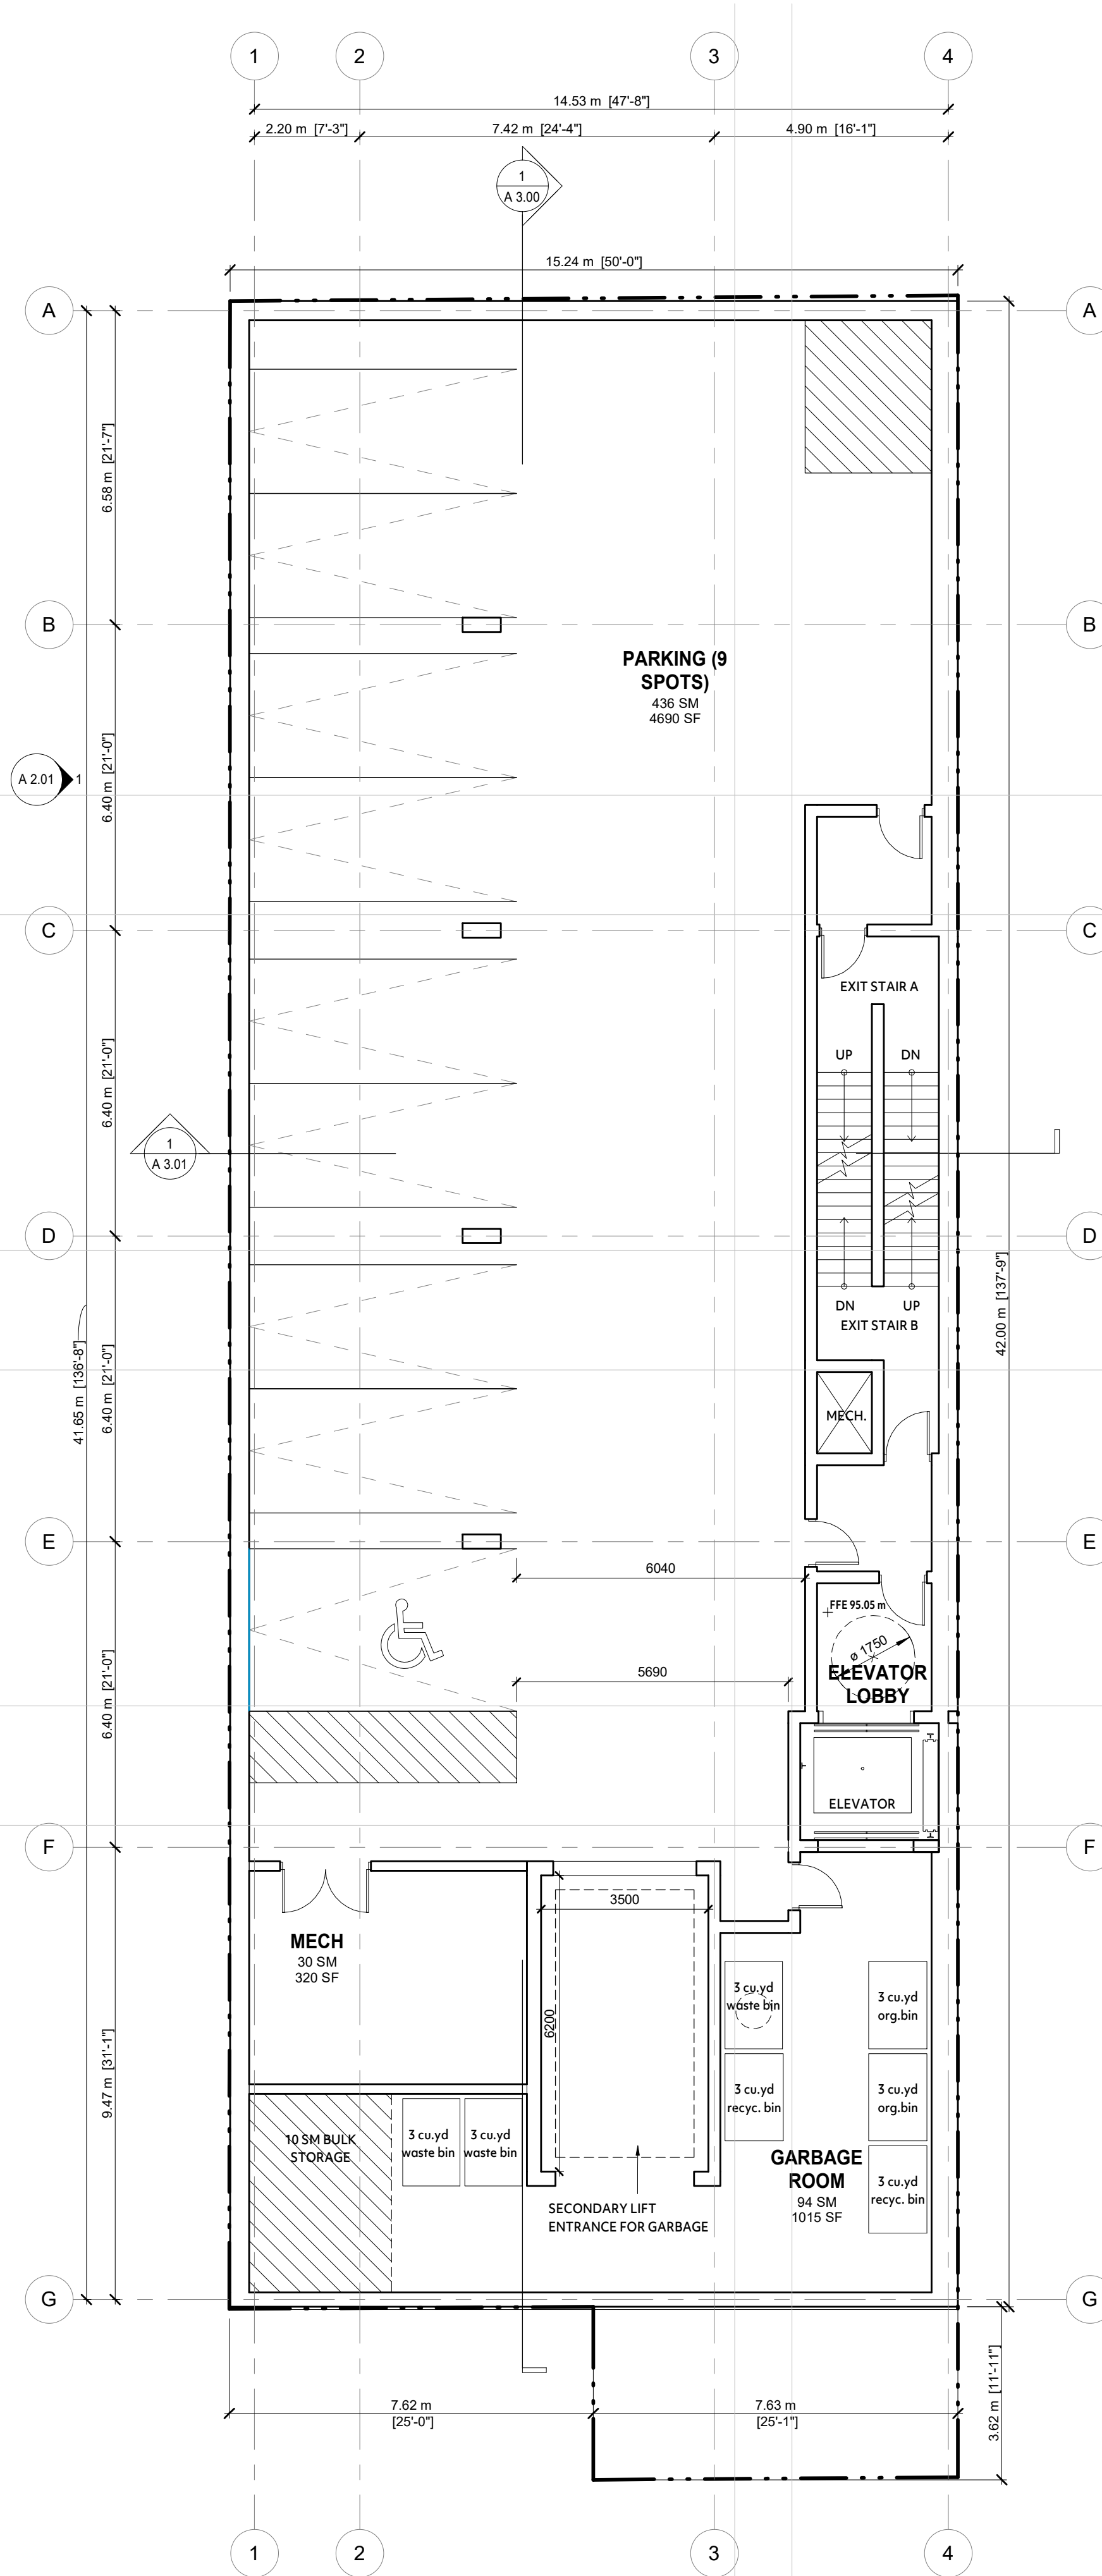 1
2
3
4
14.53 m [47'-8"]
2.20 m [7'-3"]
7.42 m [24'-4"]
4.90 m [16'-1"]
1
A 3.00
15.24 m [50'-0"]
A
A
6.58 m [21'-7"]
B
B
PARKING (9
SPOTS)
436 SM
4690 SF
6.40 m [21'-0"]
A 2.01
1
C
C
EXIT STAIR A
UP
DN
6.40 m [21'-0"]
1
A 3.01
D
D
DN
UP
EXIT STAIR B
42.00 m [137'-9"]
41.65 m [136'-8"]
6.40 m [21'-0"]
MECH.
E
E
6040
FFE 95.05 m
ø 1750
5690
ELEVATOR
LOBBY
6.40 m [21'-0"]
ELEVATOR
F
F
3500
MECH
30 SM
320 SF
6200
3 cu.yd
waste bin
3 cu.yd
org.bin
9.47 m [31'-1"]
3 cu.yd
recyc. bin
3 cu.yd
org.bin
10 SM BULK
STORAGE
3 cu.yd
waste bin
3 cu.yd
waste bin
GARBAGE
ROOM
94 SM
1015 SF
3 cu.yd
recyc. bin
SECONDARY LIFT
ENTRANCE FOR GARBAGE
G
G
7.62 m
[25'-0"]
7.63 m
[25'-1"]
3.62 m [11'-11"]
1
2
3
4